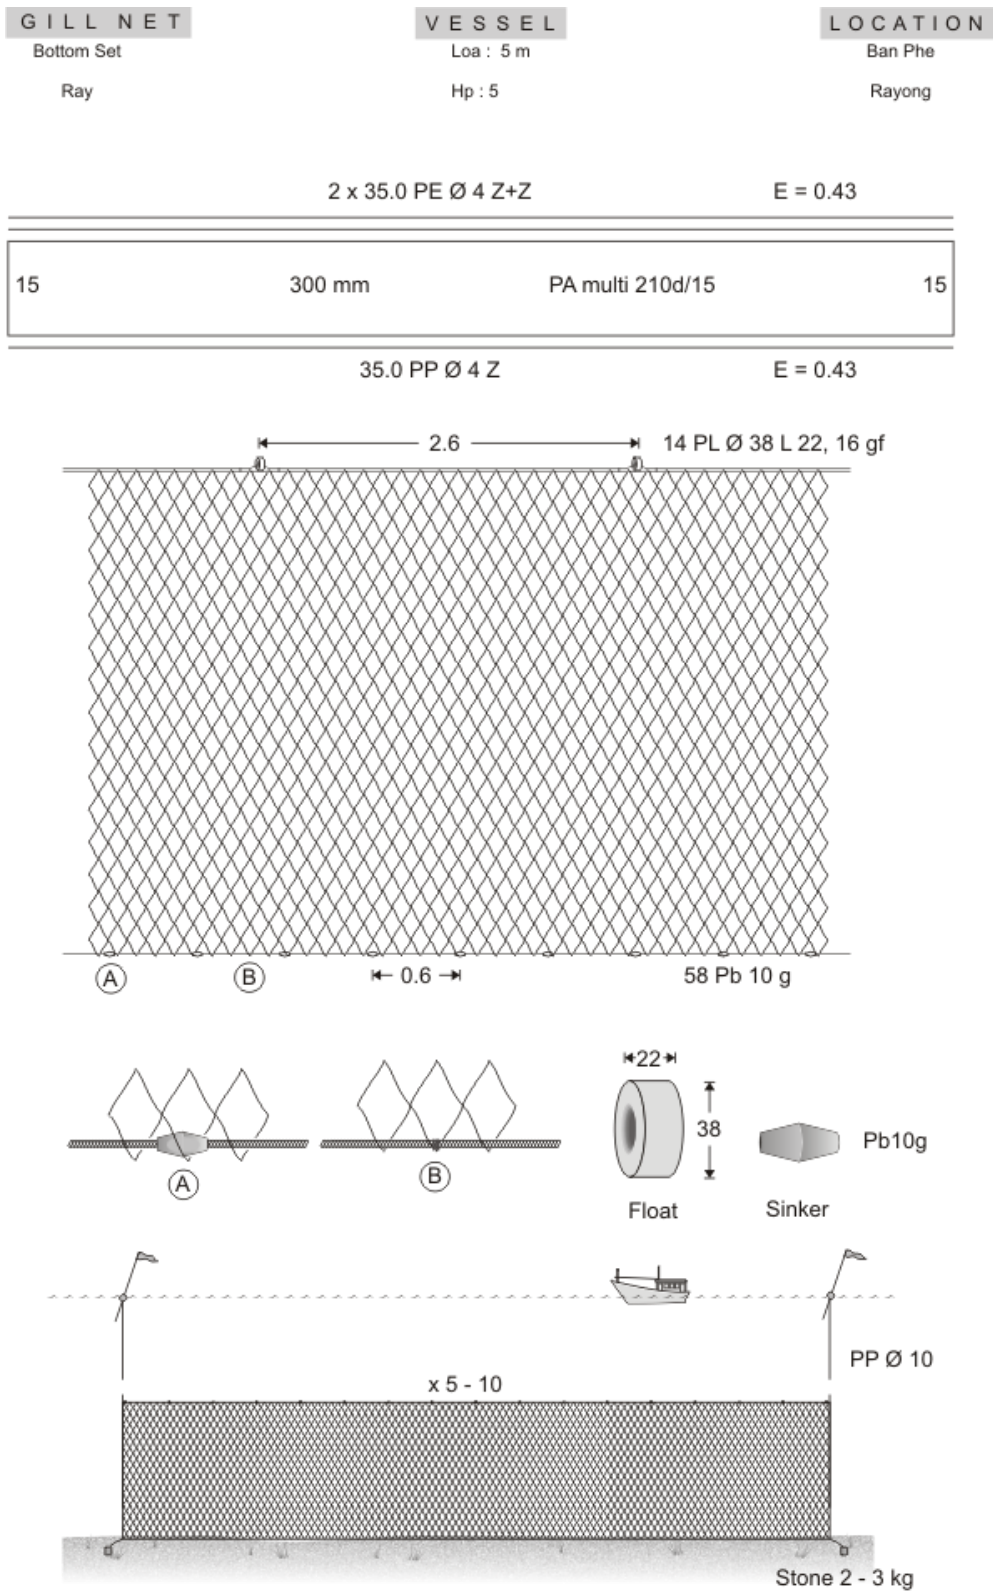 GILL NET
VESSEL
LOCATION
Bottom Set
Loa : 5 m
Ban Phe
Ray
Hp : 5
Rayong
2 x 35.0 PE Ø 4 Z+Z
E = 0.43
15
300 mm
PA multi 210d/15
15
35.0 PP Ø 4 Z
E = 0.43
2.6
14 PL Ø 38 L 22, 16 gf
A
B
0.6
58 Pb 10 g
22
38
Pb10g
A
B
Float
Sinker
PP Ø 10
x 5 - 10
Stone 2 - 3 kg